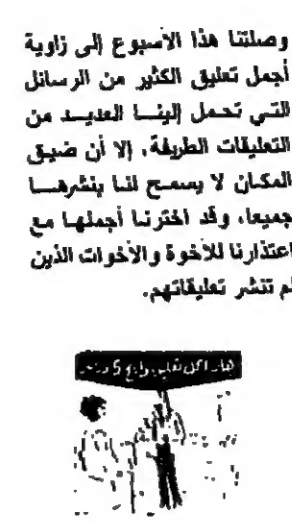 وصلتنا هذا الأسبوع إلى زاوية
أجمل تعليق الكثير من الرسائل
التي تحمل إلينا العديد من
التعليقات الطريفة، إلا أن ضيق
المكان لا يسمح لنا بنشرها
جميعا، وقد اخترنا أجملها مع
اعتذارنا للأخوة والأخوات الذين
لم تنشر تعليقاتهم.
5